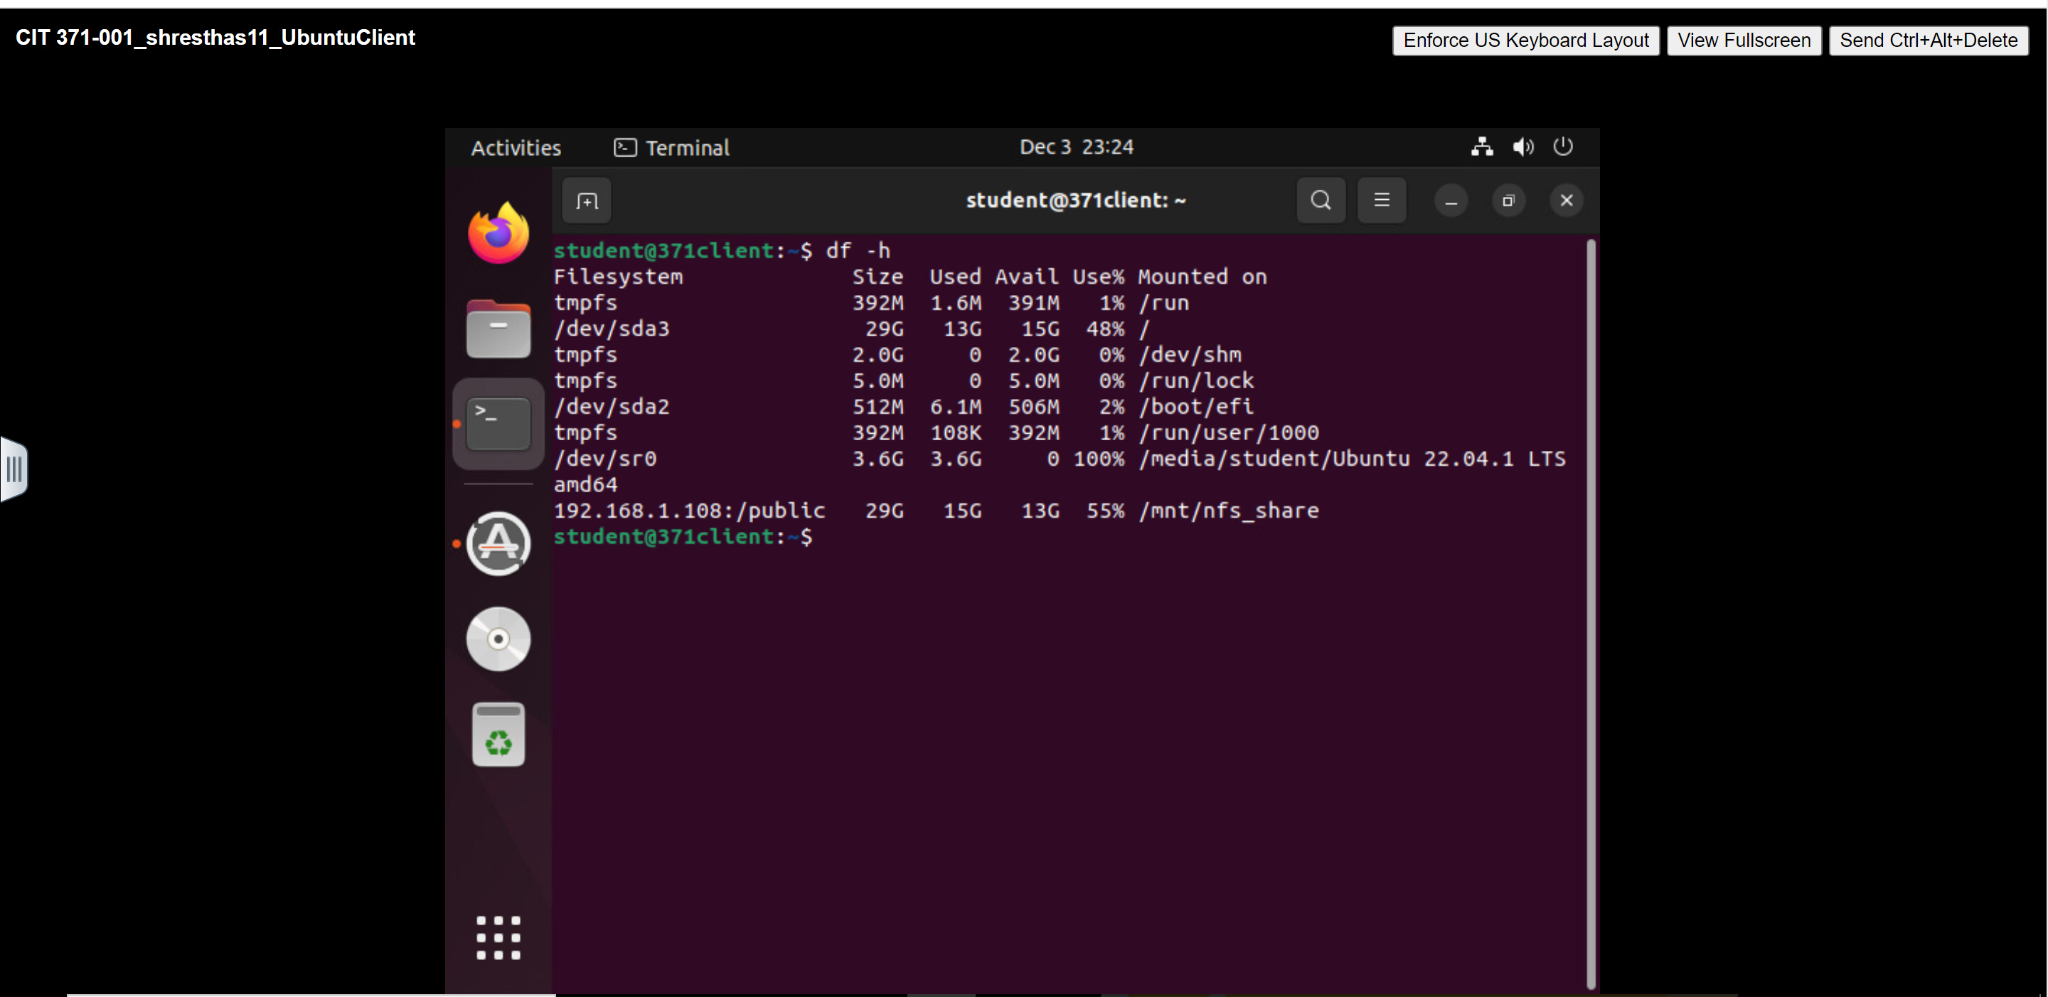 CIT 371-001_shresthas11_UbuntuClient
Enforce US Keyboard Layout View Fullscreen Send Ctrl+Alt+Delete
Activities Terminal Dec 3 23:24
student@371client: ~
student@371client:~$ df -h
Filesystem Size Used Avail Use% Mounted on
tmpfs 392M 1.6M 391M 1% /run
/dev/sda3 29G 13G 15G 48% /
tmpfs 2.0G 0 2.0G 0% /dev/shm
tmpfs 5.0M 0 5.0M 0% /run/lock
/dev/sda2 512M 6.1M 506M 2% /boot/efi
tmpfs 392M 108K 392M 1% /run/user/1000
/dev/sr0 3.6G 3.6G 0 100% /media/student/Ubuntu 22.04.1 LTS
amd64
192.168.1.108:/public 29G 15G 13G 55% /mnt/nfs_share
student@371client:~$